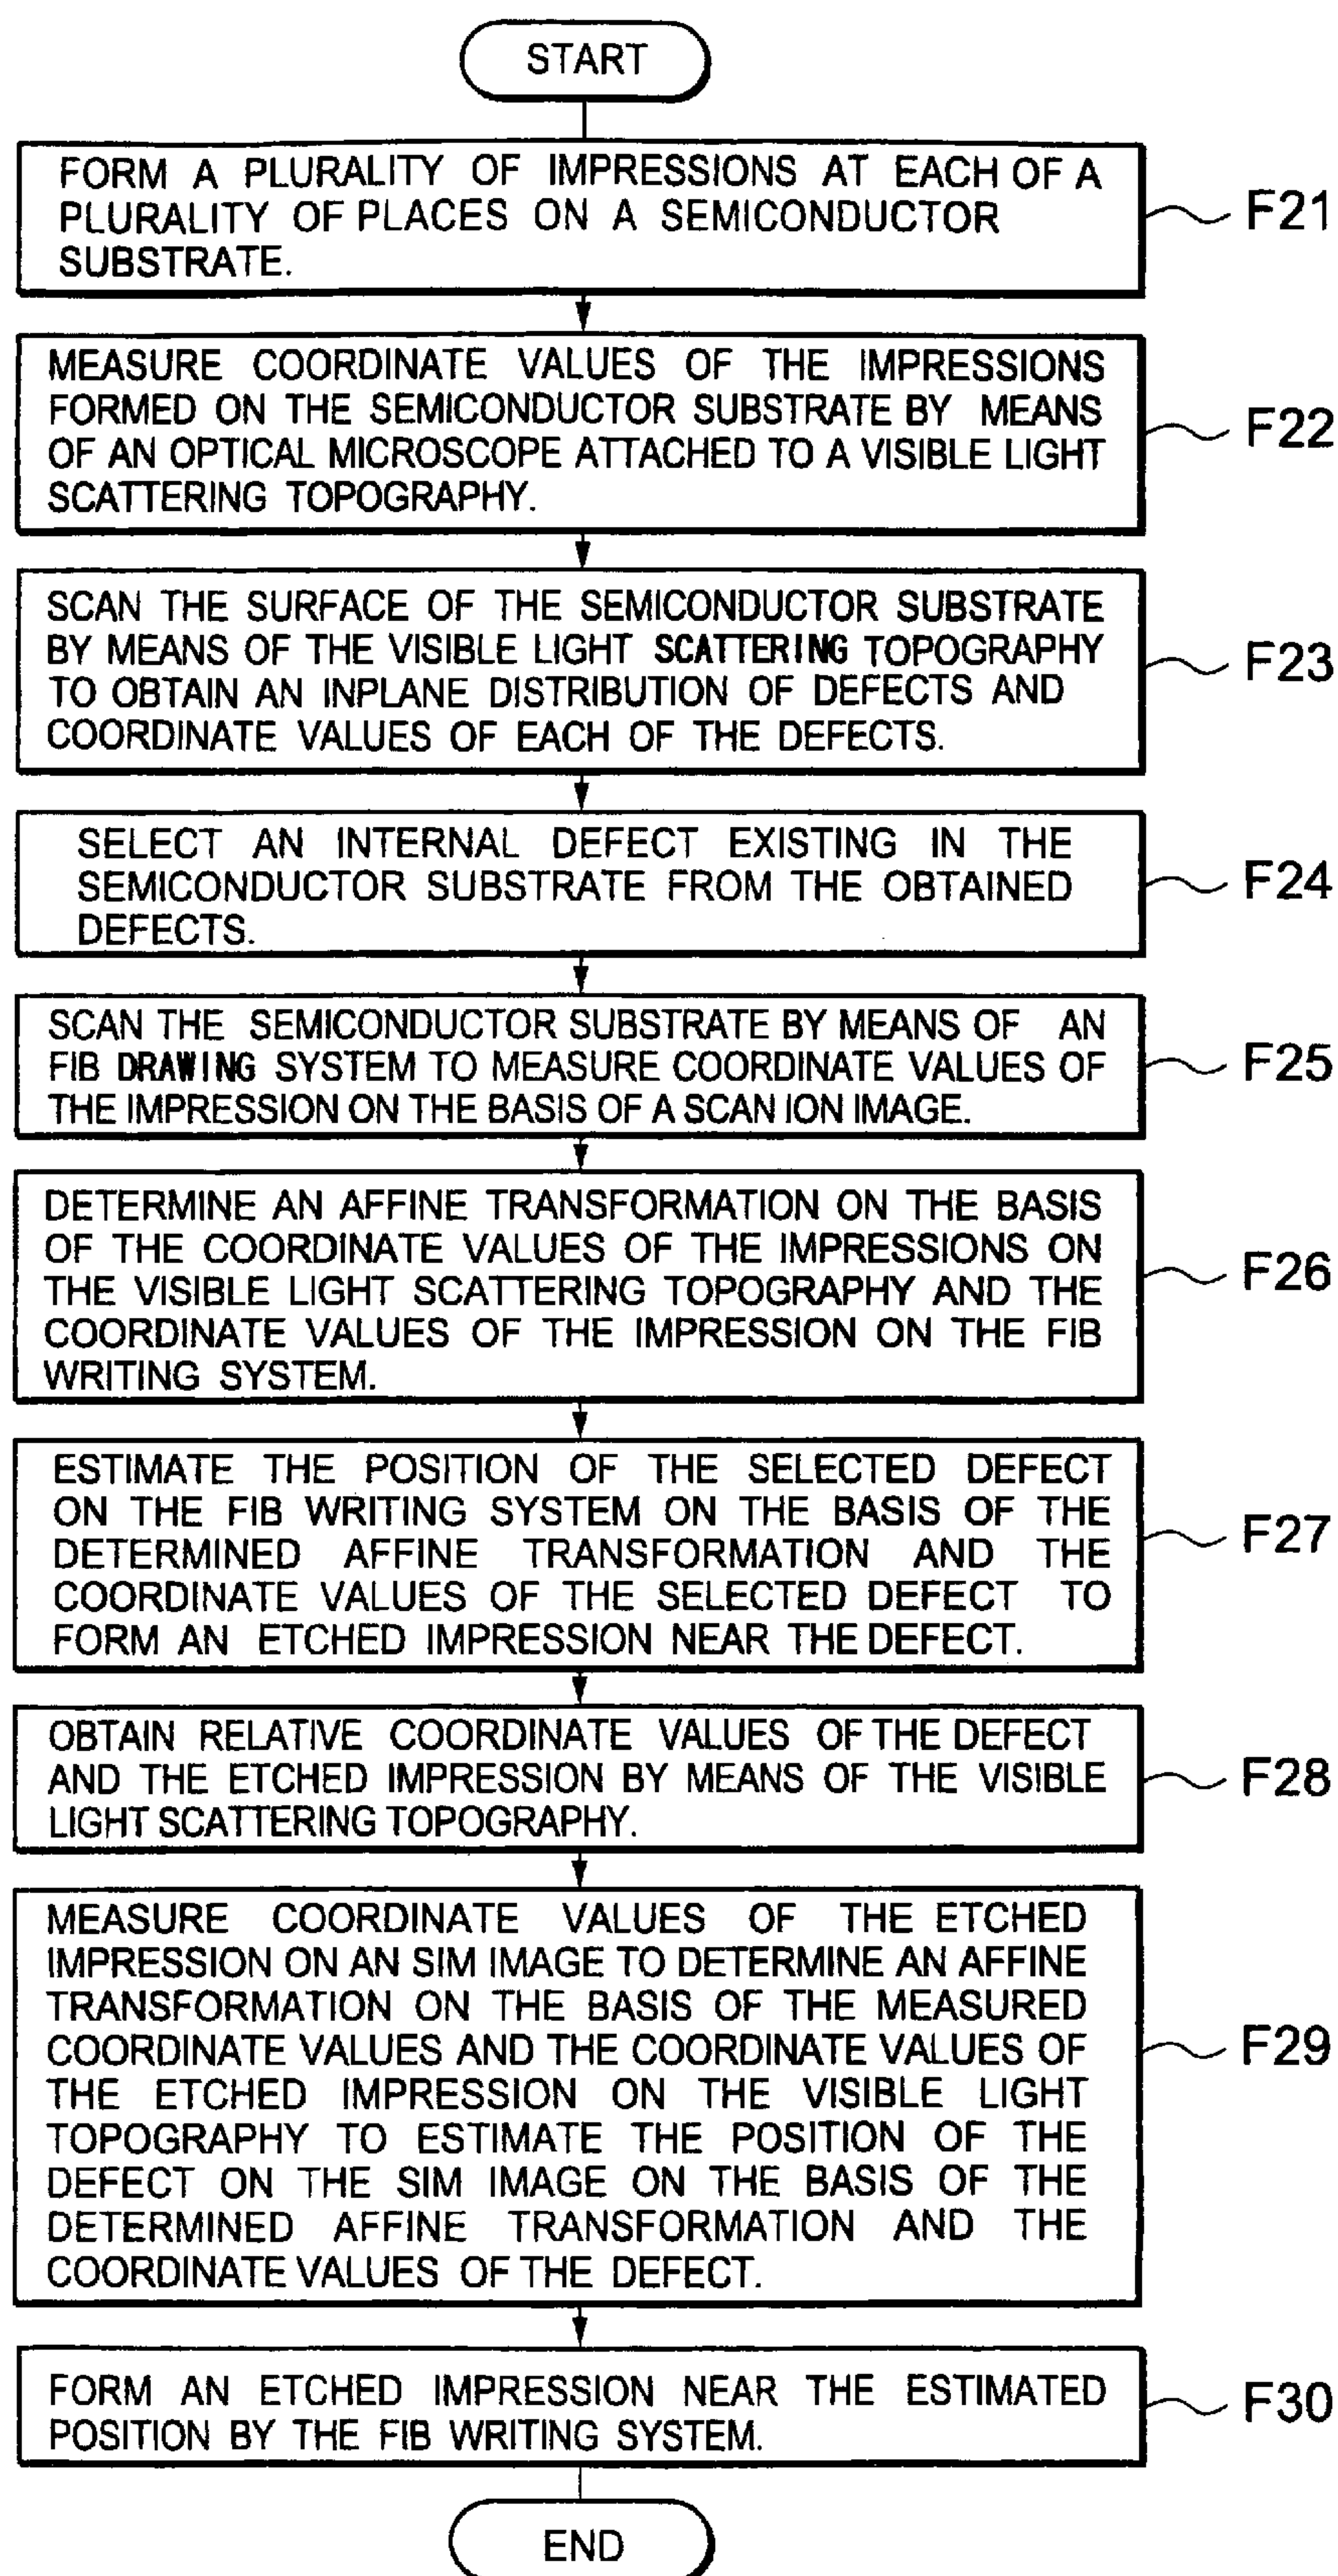 START
FORM A PLURALITY OF IMPRESSIONS AT EACH OF A
PLURALITY OF PLACES ON A SEMICONDUCTOR
SUBSTRATE.
F21
MEASURE COORDINATE VALUES OF THE IMPRESSIONS
FORMED ON THE SEMICONDUCTOR SUBSTRATE BY MEANS
OF AN OPTICAL MICROSCOPE ATTACHED TO A VISIBLE LIGHT
SCATTERING TOPOGRAPHY.
F22
SCAN THE SURFACE OF THE SEMICONDUCTOR SUBSTRATE
BY MEANS OF THE VISIBLE LIGHT SCATTERING TOPOGRAPHY
TO OBTAIN AN INPLANE DISTRIBUTION OF DEFECTS AND
COORDINATE VALUES OF EACH OF THE DEFECTS.
F23
SELECT AN INTERNAL DEFECT EXISTING IN THE
SEMICONDUCTOR SUBSTRATE FROM THE OBTAINED
DEFECTS.
F24
SCAN THE SEMICONDUCTOR SUBSTRATE BY MEANS OF AN
FIB DRAWING SYSTEM TO MEASURE COORDINATE VALUES OF
THE IMPRESSION ON THE BASIS OF A SCAN ION IMAGE.
F25
DETERMINE AN AFFINE TRANSFORMATION ON THE BASIS
OF THE COORDINATE VALUES OF THE IMPRESSIONS ON
THE VISIBLE LIGHT SCATTERING TOPOGRAPHY AND THE
COORDINATE VALUES OF THE IMPRESSION ON THE FIB
WRITING SYSTEM.
F26
ESTIMATE THE POSITION OF THE SELECTED DEFECT
ON THE FIB WRITING SYSTEM ON THE BASIS OF THE
DETERMINED AFFINE TRANSFORMATION AND THE
COORDINATE VALUES OF THE SELECTED DEFECT TO
FORM AN ETCHED IMPRESSION NEAR THE DEFECT.
F27
OBTAIN RELATIVE COORDINATE VALUES OF THE DEFECT
AND THE ETCHED IMPRESSION BY MEANS OF THE VISIBLE
LIGHT SCATTERING TOPOGRAPHY.
F28
MEASURE COORDINATE VALUES OF THE ETCHED
IMPRESSION ON AN SIM IMAGE TO DETERMINE AN AFFINE
TRANSFORMATION ON THE BASIS OF THE MEASURED
COORDINATE VALUES AND THE COORDINATE VALUES OF
THE ETCHED IMPRESSION ON THE VISIBLE LIGHT
TOPOGRAPHY TO ESTIMATE THE POSITION OF THE
DEFECT ON THE SIM IMAGE ON THE BASIS OF THE
DETERMINED AFFINE TRANSFORMATION AND THE
COORDINATE VALUES OF THE DEFECT.
F29
FORM AN ETCHED IMPRESSION NEAR THE ESTIMATED
POSITION BY THE FIB WRITING SYSTEM.
F30
END